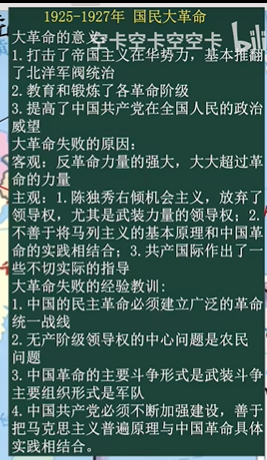 1925-1927年 国民大革命
大革命的意义
空卡空卡空空卡
bili
1.打击了帝国主义在华势力，基本推翻
了北洋军阀统治
2.教育和锻炼了各革命阶级
3.提高了中国共产党在全国人民的政治
威望
大革命失败的原因：
客观：反革命力量的强大，大大超过革
命的力量
主观：1.陈独秀右倾机会主义，放弃了
领导权，尤其是武装力量的领导权；2.
不善于将马列主义的基本原理和中国革
命的实践相结合；3.共产国际作出了一
些不切实际的指导
大革命失败的经验教训：
1.中国的民主革命必须建立广泛的革命
统一战线
2.无产阶级领导权的中心问题是农民
问题
3.中国革命的主要斗争形式是武装斗争
主要组织形式是军队
4.中国共产党必须不断加强建设，善于
把马克思主义普遍原理与中国革命具体
实践相结合。